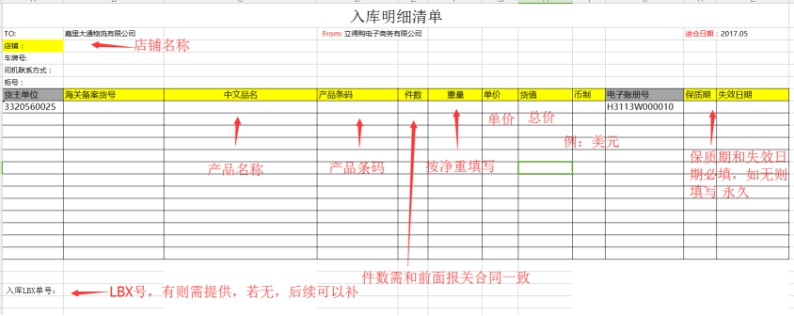 入库明细清单
TO: 嘉里大通物流有限公司 From: 立得购电子商务有限公司 进仓日期: 2017.05
店铺: 店铺名称
车牌号:
司机联系方式:
柜号:
货主单位 海关备案货号 中文品名 产品条码 件数 重量 单价 货值 币制 电子账册号 保质期 失效日期
3320560025 H3113W000010
单价 总价
例:美元
产品名称 产品条码 按净重填写 保质期和失效日
期必填,如无则
填写 永久
件数需和前面报关合同一致
入库LBX单号: LBX号,有则需提供,若无,后续可以补